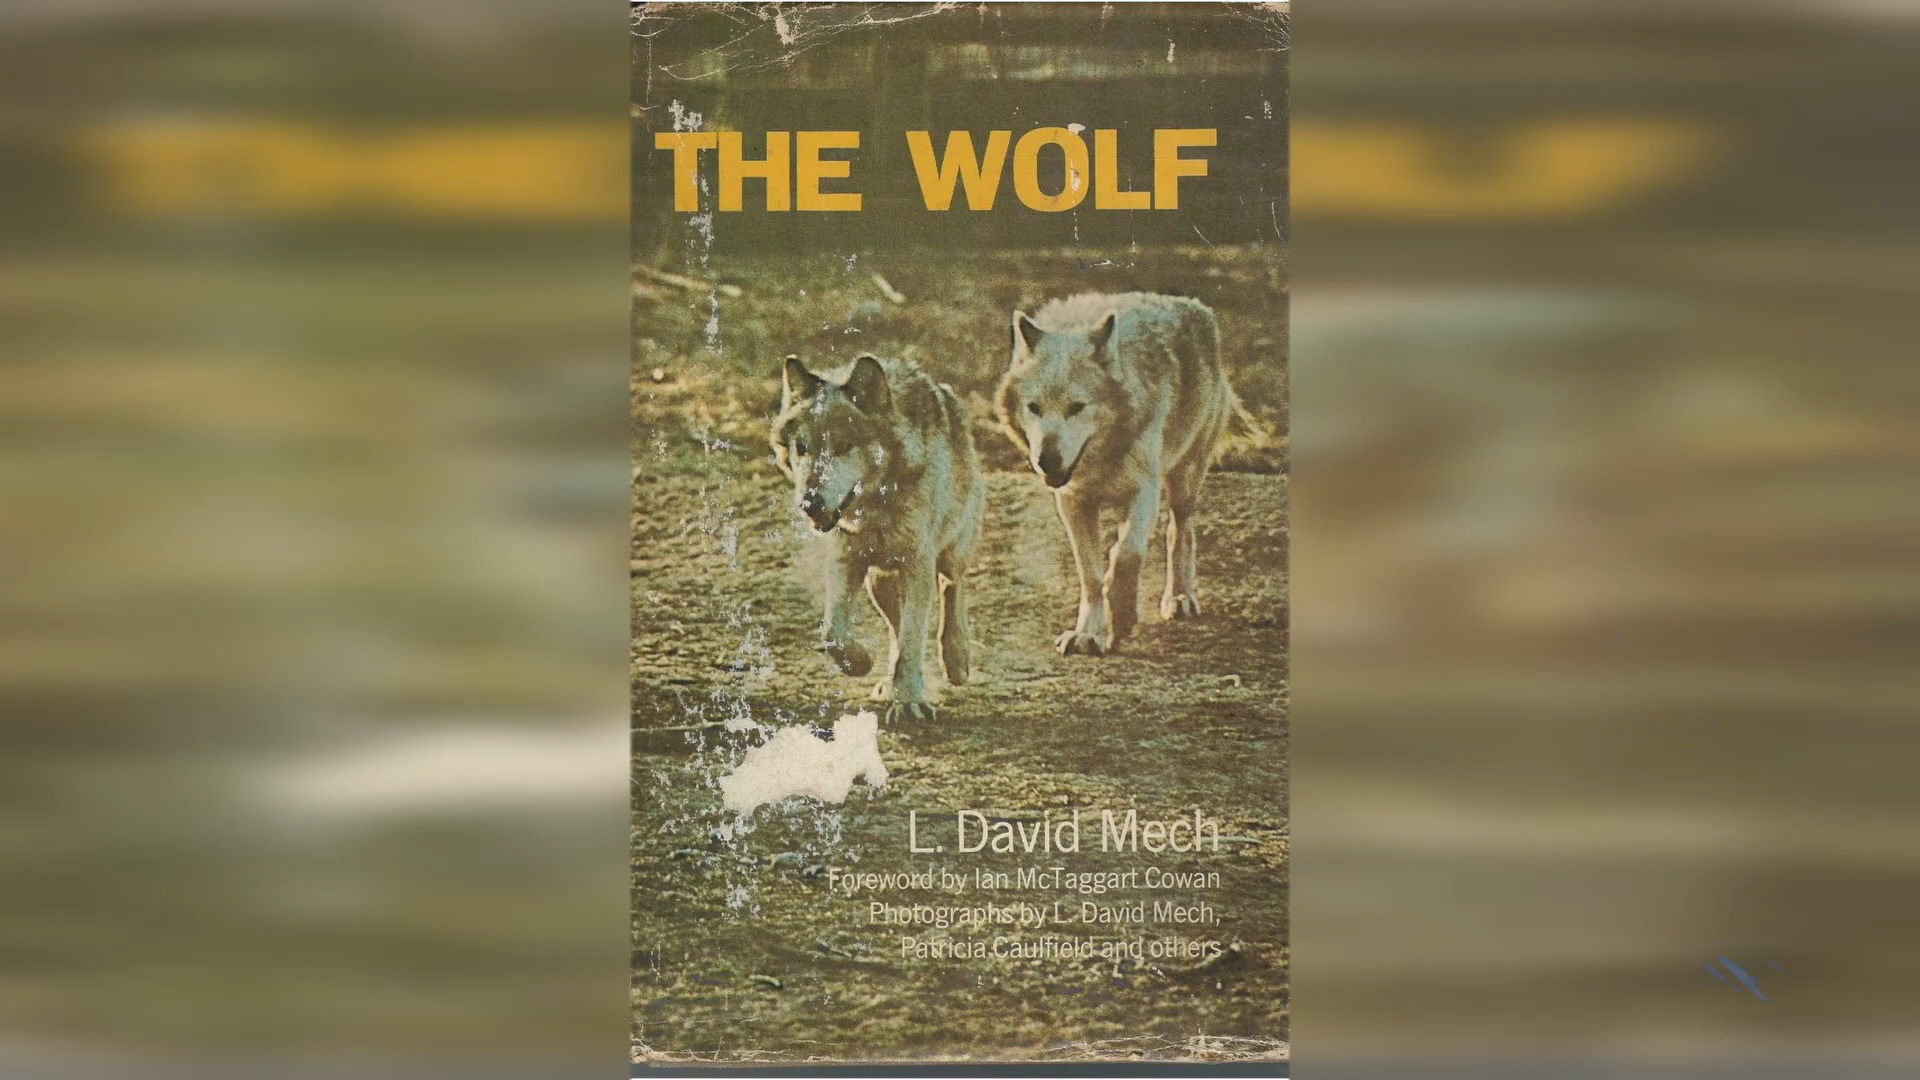 THE WOLF
L. David Mech
Foreword by Ian McTaggart Cowan
Photographs by L. David Mech,
Patricia Caulfield and others